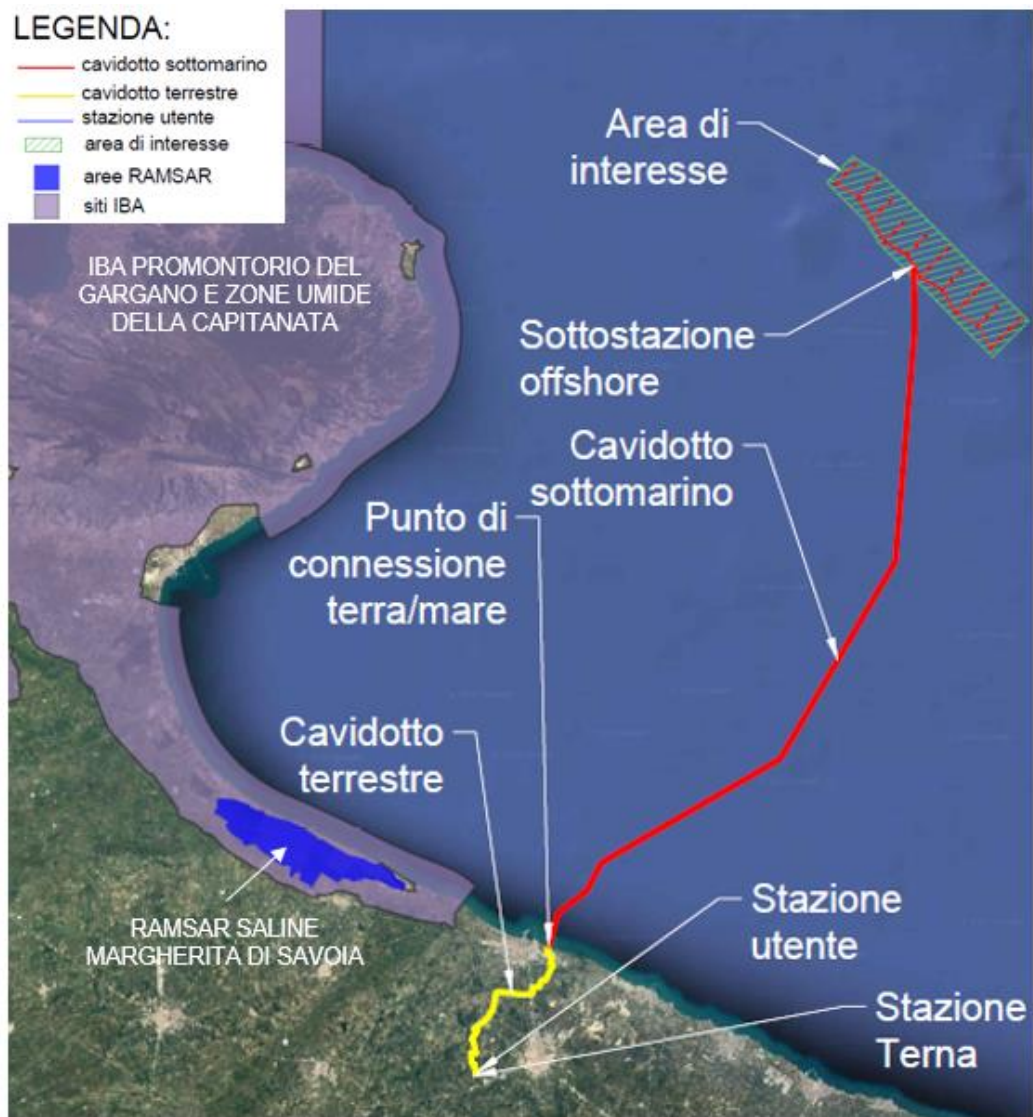 LEGENDA:
cavidotto sottomarino
cavidotto terrestre
stazione utente
area di interesse
aree RAMSAR
siti IBA
Area di
interesse
IBA PROMONTORIO DEL
GARGANO E ZONE UMIDE
DELLA CAPITANATA
Sottostazione
offshore
Cavidotto
sottomarino
Punto di
connessione
terra/mare
Cavidotto
terrestre
RAMSAR SALINE
MARGHERITA DI SAVOIA
Stazione
utente
Stazione
Terna